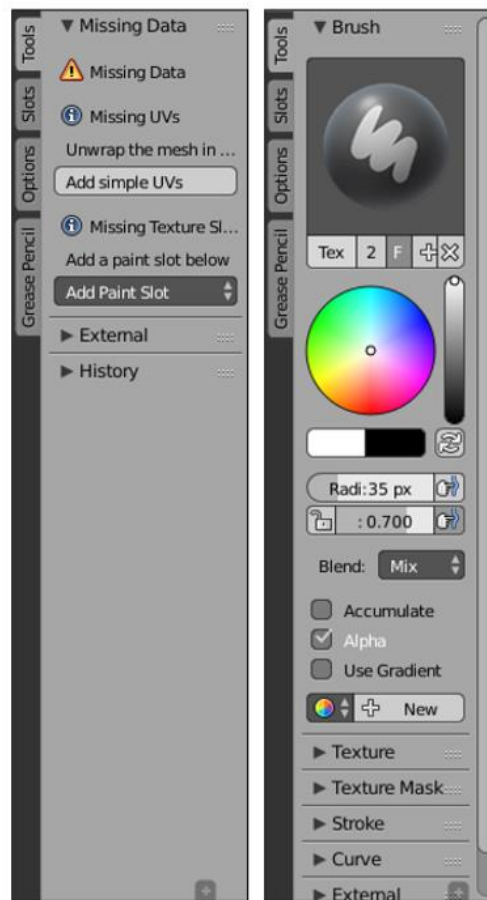 Tools
Slots
Options
Grease Pencil
Missing Data
Missing Data
Missing UVs
Unwrap the mesh in ...
Add simple UVs
Missing Texture Sl...
Add a paint slot below
Add Paint Slot
External
History
Tools
Slots
Options
Grease Pencil
Brush
Tex 2 F
Radi: 35 px
: 0.700
Blend: Mix
Accumulate
Alpha
Use Gradient
New
Texture
Texture Mask
Stroke
Curve
External